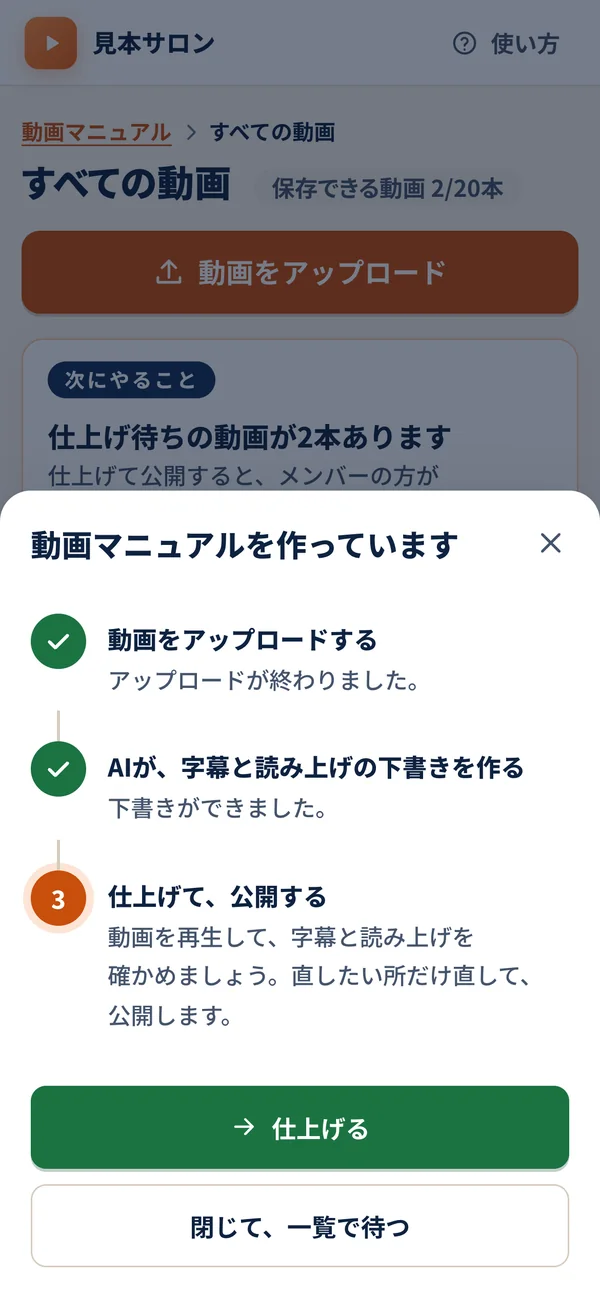 見本サロン
使い方
動画マニュアル > すべての動画
すべての動画
保存できる動画 2/20本
動画をアップロード
次にやること
仕上げ待ちの動画が2本あります
仕上げて公開すると、メンバーの方が
動画マニュアルを作っています
動画をアップロードする
アップロードが終わりました。
AIが、字幕と読み上げの下書きを作る
下書きができました。
3
仕上げて、公開する
動画を再生して、字幕と読み上げを
確かめましょう。直したい所だけ直して、
公開します。
→ 仕上げる
閉じて、一覧で待つ